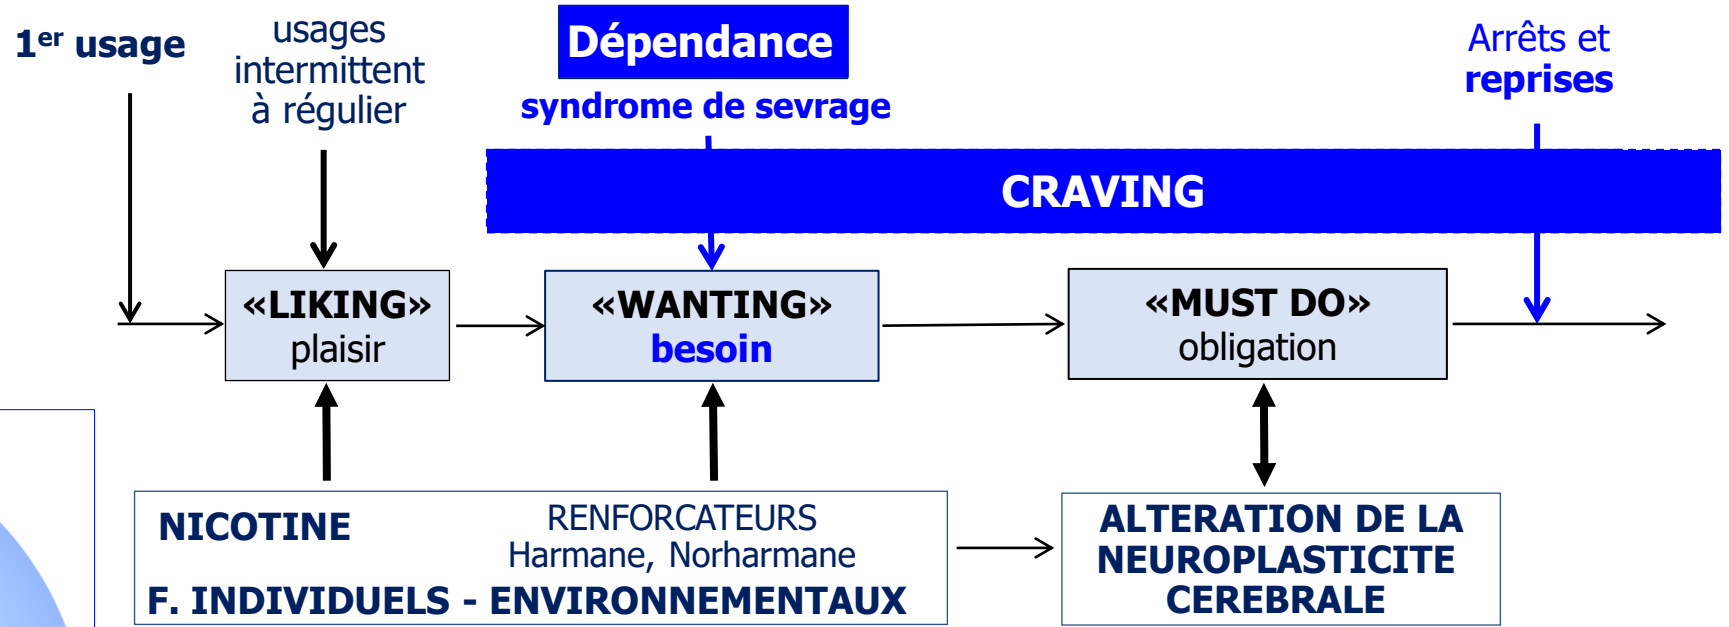 1er usage
usages
intermittent
à régulier
Dépendance
syndrome de sevrage
Arrêts et
reprises
CRAVING
«LIKING»
plaisir
«WANTING»
besoin
«MUST DO»
obligation
NICOTINE
RENFORCATEURS
Harmane, Norharmane
F. INDIVIDUELS - ENVIRONNEMENTAUX
ALTERATION DE LA
NEUROPLASTICITE
CEREBRALE